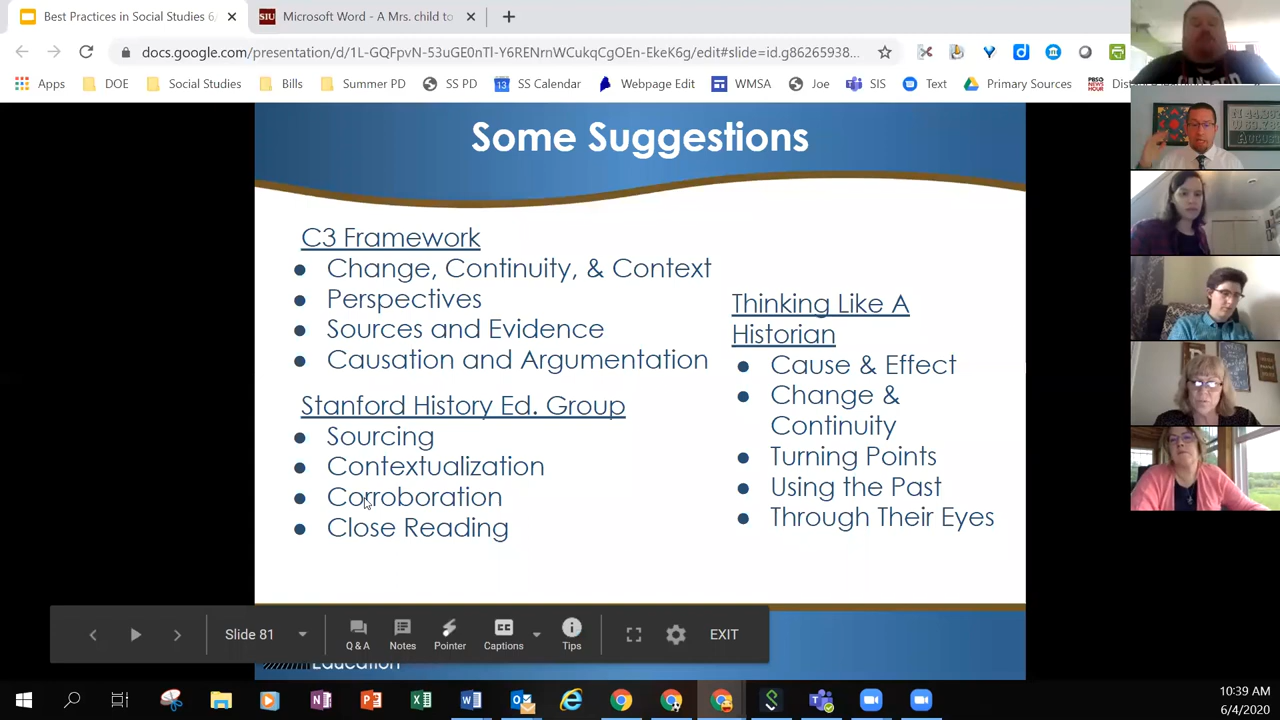 Best Practices in Social Studies 6
SIU
Microsoft Word - A Mrs. child to
docs.google.com/presentation/d/1L-GQFpvN-53uGE0nTl-Y6RENrnWCukqCgOEn-EkeK6g/edit#slide=id.g86265938...
Apps
DOE
Social Studies
Bills
Summer PD
SS PD
SS Calendar
Webpage Edit
WMSA
Joe
SIS
Text
Primary Sources
Some Suggestions
C3 Framework
● Change, Continuity, & Context
● Perspectives
● Sources and Evidence
● Causation and Argumentation
Stanford History Ed. Group
● Sourcing
● Contextualization
● Corroboration
● Close Reading
Thinking Like A
Historian
● Cause & Effect
● Change &
Continuity
● Turning Points
● Using the Past
● Through Their Eyes
Slide 81
Q & A
Notes
Pointer
Captions
Tips
EXIT
Education
10:39 AM
6/4/2020